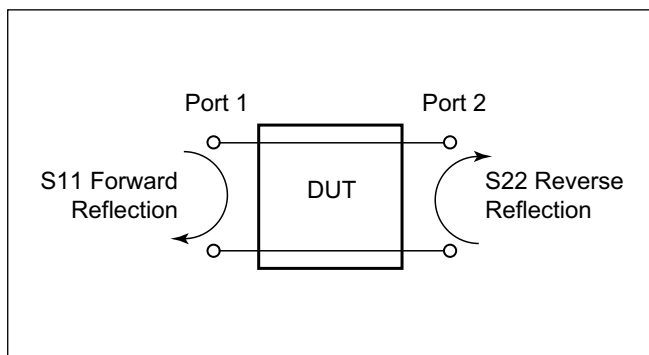 Port 1
Port 2
S11 Forward
Reflection
DUT
S22 Reverse
Reflection